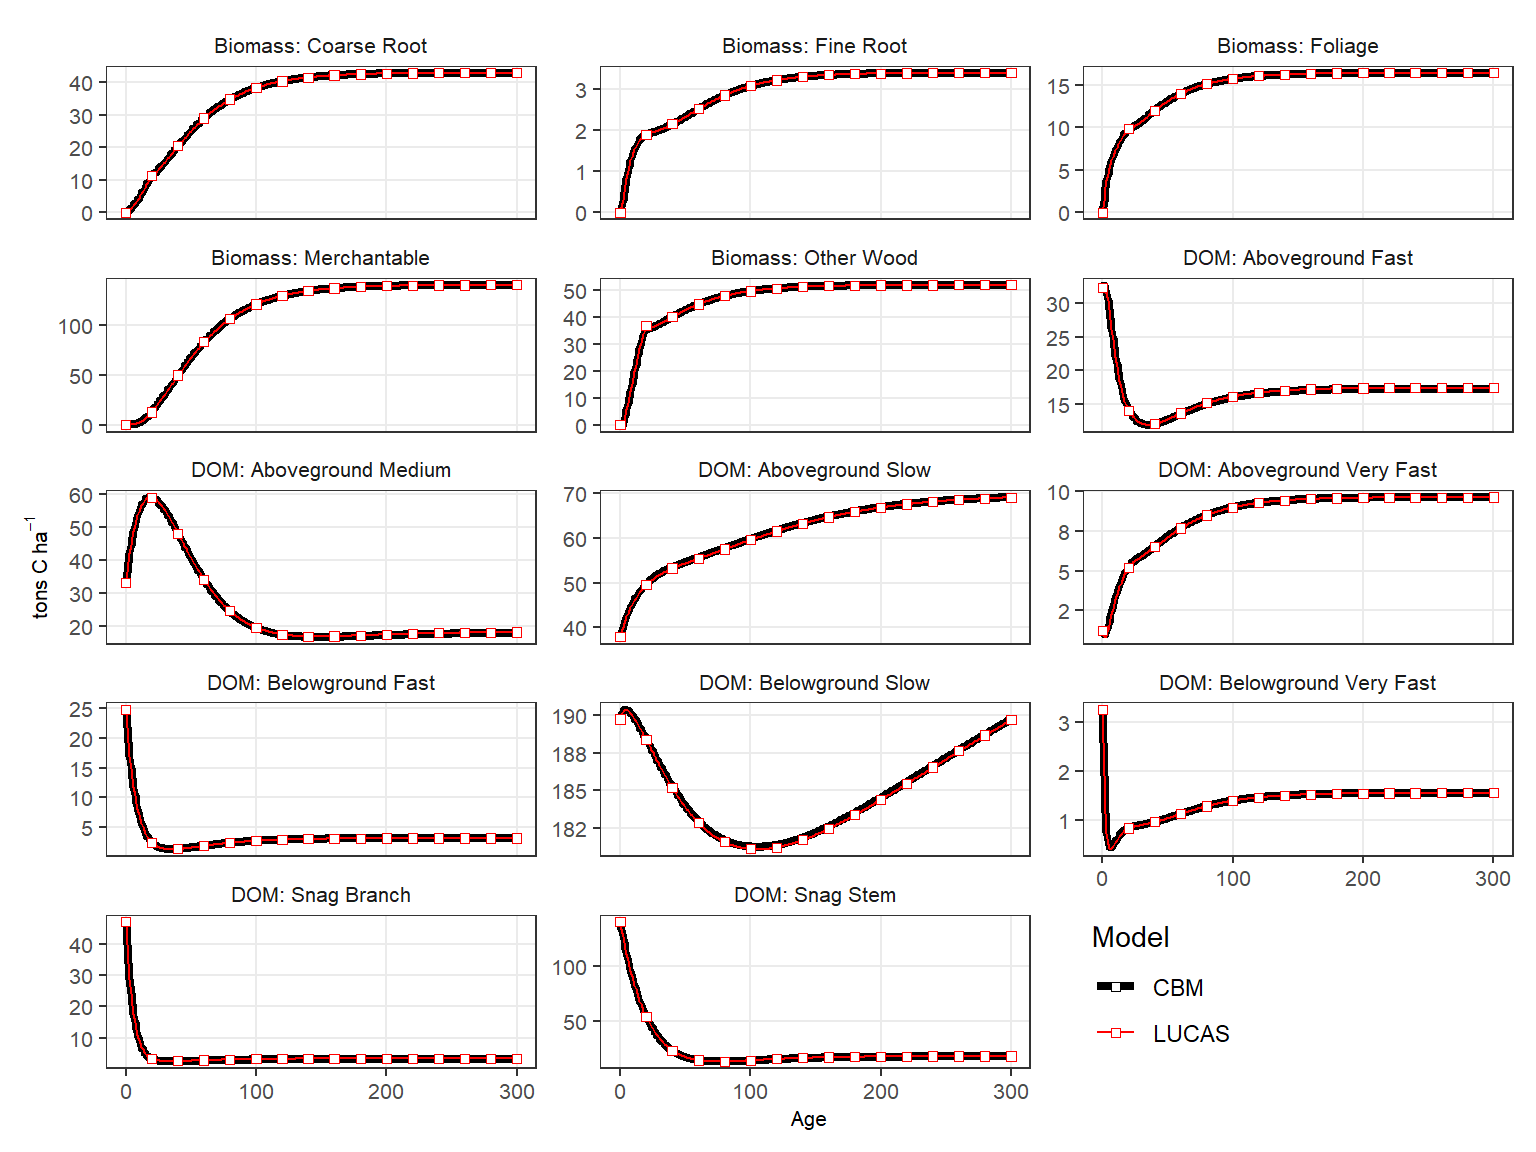 Biomass: Coarse Root
Biomass: Fine Root
Biomass: Foliage
40
30
20
10
0
3
2
1
0
15
10
5
0
Biomass: Merchantable
Biomass: Other Wood
DOM: Aboveground Fast
100
50
0
50
40
30
20
10
0
30
25
20
15
DOM: Aboveground Medium
DOM: Aboveground Slow
DOM: Aboveground Very Fast
60
50
40
30
20
70
60
50
40
10
8
5
2
tons C ha⁻¹
DOM: Belowground Fast
DOM: Belowground Slow
DOM: Belowground Very Fast
25
20
15
10
5
190
188
185
182
3
2
1
0 100 200 300
DOM: Snag Branch
DOM: Snag Stem
40
30
20
10
100
50
0 100 200 300
0 100 200 300
Age
Model
CBM
LUCAS